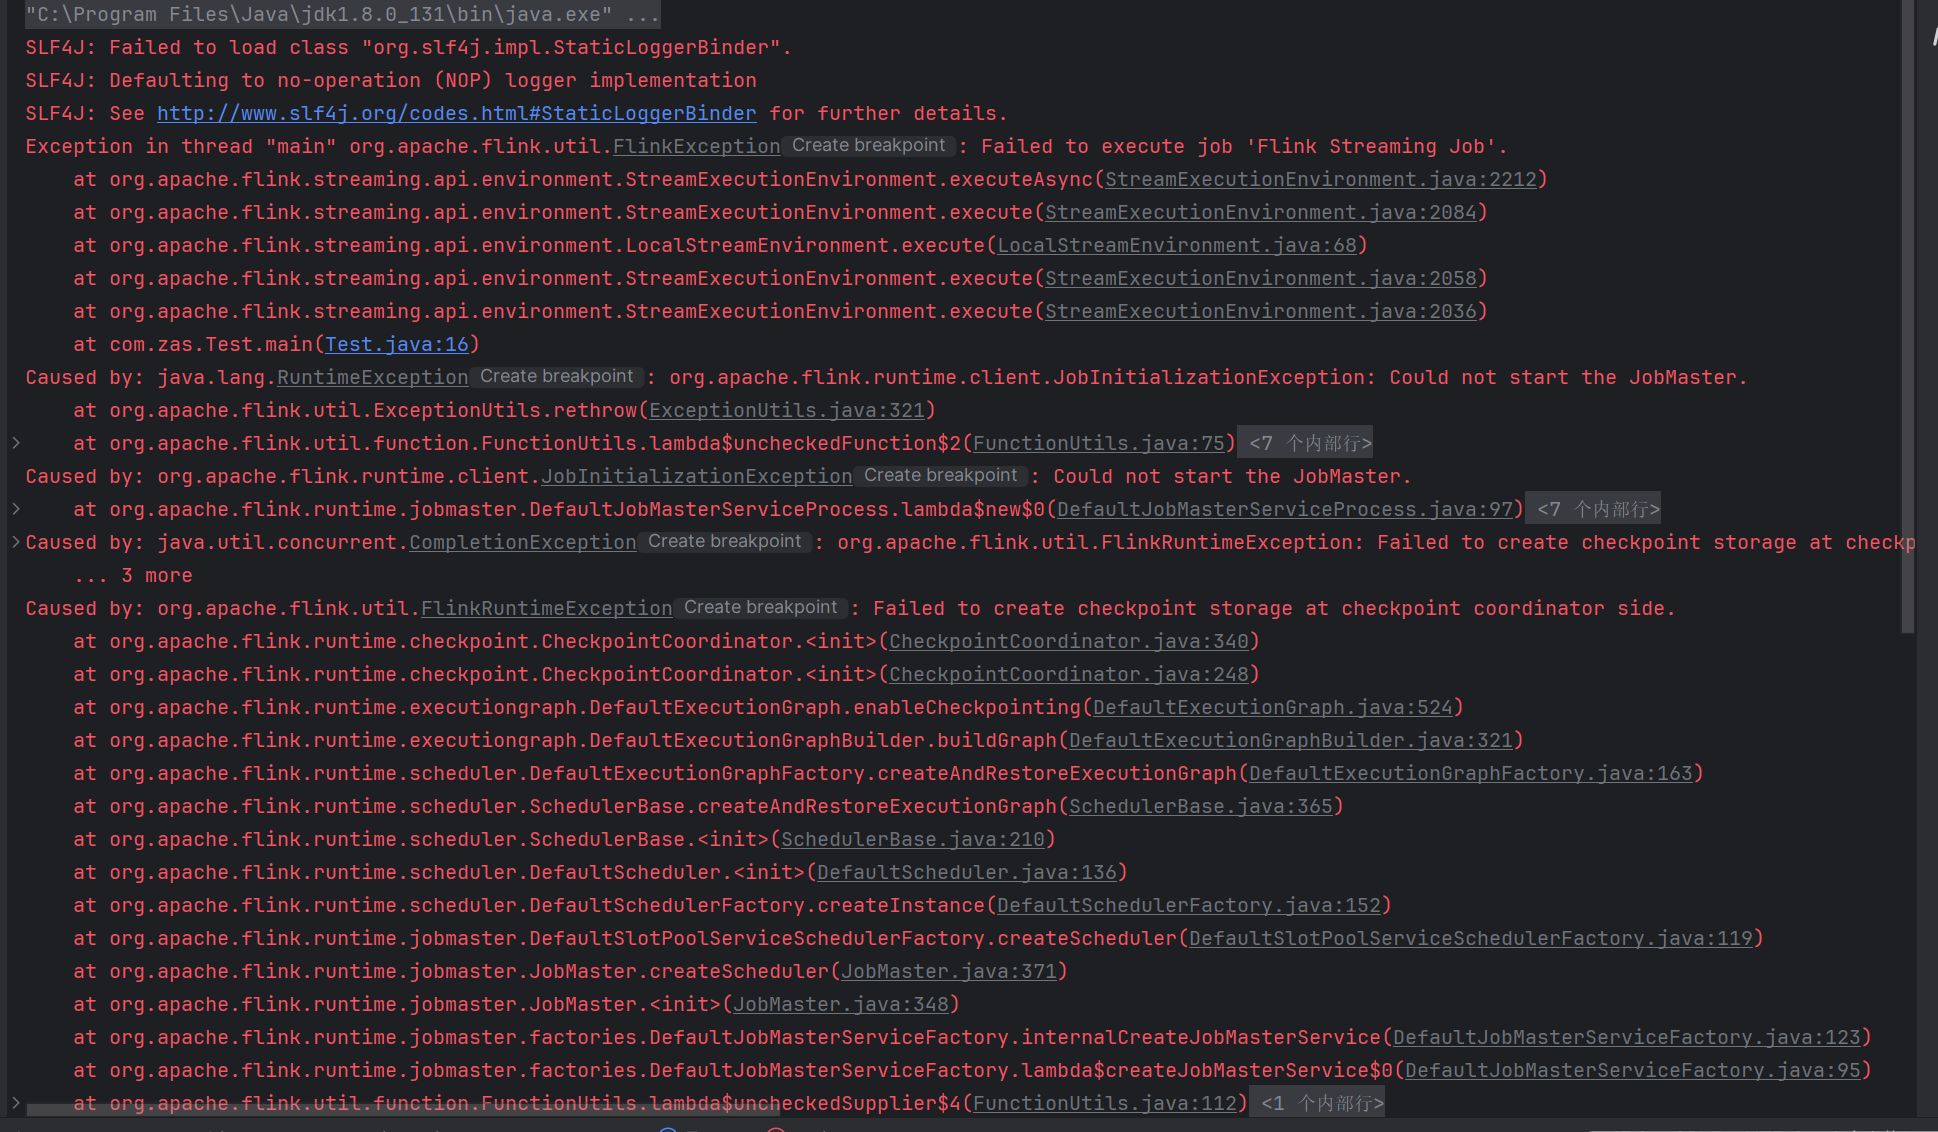 "C:\Program Files\Java\jdk1.8.0_131\bin\java.exe" ...
SLF4J: Failed to load class "org.slf4j.impl.StaticLoggerBinder".
SLF4J: Defaulting to no-operation (NOP) logger implementation
SLF4J: See http://www.slf4j.org/codes.html#StaticLoggerBinder for further details.
Exception in thread "main" org.apache.flink.util.FlinkException Create breakpoint : Failed to execute job 'Flink Streaming Job'.
at org.apache.flink.streaming.api.environment.StreamExecutionEnvironment.executeAsync(StreamExecutionEnvironment.java:2212)
at org.apache.flink.streaming.api.environment.StreamExecutionEnvironment.execute(StreamExecutionEnvironment.java:2084)
at org.apache.flink.streaming.api.environment.LocalStreamEnvironment.execute(LocalStreamEnvironment.java:68)
at org.apache.flink.streaming.api.environment.StreamExecutionEnvironment.execute(StreamExecutionEnvironment.java:2058)
at org.apache.flink.streaming.api.environment.StreamExecutionEnvironment.execute(StreamExecutionEnvironment.java:2036)
at com.zas.Test.main(Test.java:16)
Caused by: java.lang.RuntimeException Create breakpoint : org.apache.flink.runtime.client.JobInitializationException: Could not start the JobMaster.
at org.apache.flink.util.ExceptionUtils.rethrow(ExceptionUtils.java:321)
at org.apache.flink.util.function.FunctionUtils.lambda$uncheckedFunction$2(FunctionUtils.java:75) <7 个内部行>
Caused by: org.apache.flink.runtime.client.JobInitializationException Create breakpoint : Could not start the JobMaster.
at org.apache.flink.runtime.jobmaster.DefaultJobMasterServiceProcess.lambda$new$0(DefaultJobMasterServiceProcess.java:97) <7 个内部行>
Caused by: java.util.concurrent.CompletionException Create breakpoint : org.apache.flink.util.FlinkRuntimeException: Failed to create checkpoint storage at checkp
... 3 more
Caused by: org.apache.flink.util.FlinkRuntimeException Create breakpoint : Failed to create checkpoint storage at checkpoint coordinator side.
at org.apache.flink.runtime.checkpoint.CheckpointCoordinator.<init>(CheckpointCoordinator.java:340)
at org.apache.flink.runtime.checkpoint.CheckpointCoordinator.<init>(CheckpointCoordinator.java:248)
at org.apache.flink.runtime.executiongraph.DefaultExecutionGraph.enableCheckpointing(DefaultExecutionGraph.java:524)
at org.apache.flink.runtime.executiongraph.DefaultExecutionGraphBuilder.buildGraph(DefaultExecutionGraphBuilder.java:321)
at org.apache.flink.runtime.scheduler.DefaultExecutionGraphFactory.createAndRestoreExecutionGraph(DefaultExecutionGraphFactory.java:163)
at org.apache.flink.runtime.scheduler.SchedulerBase.createAndRestoreExecutionGraph(SchedulerBase.java:365)
at org.apache.flink.runtime.scheduler.SchedulerBase.<init>(SchedulerBase.java:210)
at org.apache.flink.runtime.scheduler.DefaultScheduler.<init>(DefaultScheduler.java:136)
at org.apache.flink.runtime.scheduler.DefaultSchedulerFactory.createInstance(DefaultSchedulerFactory.java:152)
at org.apache.flink.runtime.jobmaster.DefaultSlotPoolServiceSchedulerFactory.createScheduler(DefaultSlotPoolServiceSchedulerFactory.java:119)
at org.apache.flink.runtime.jobmaster.JobMaster.createScheduler(JobMaster.java:371)
at org.apache.flink.runtime.jobmaster.JobMaster.<init>(JobMaster.java:348)
at org.apache.flink.runtime.jobmaster.factories.DefaultJobMasterServiceFactory.internalCreateJobMasterService(DefaultJobMasterServiceFactory.java:123)
at org.apache.flink.runtime.jobmaster.factories.DefaultJobMasterServiceFactory.lambda$createJobMasterService$0(DefaultJobMasterServiceFactory.java:95)
at org.apache.flink.util.function.FunctionUtils.lambda$uncheckedSupplier$4(FunctionUtils.java:112) <1 个内部行>